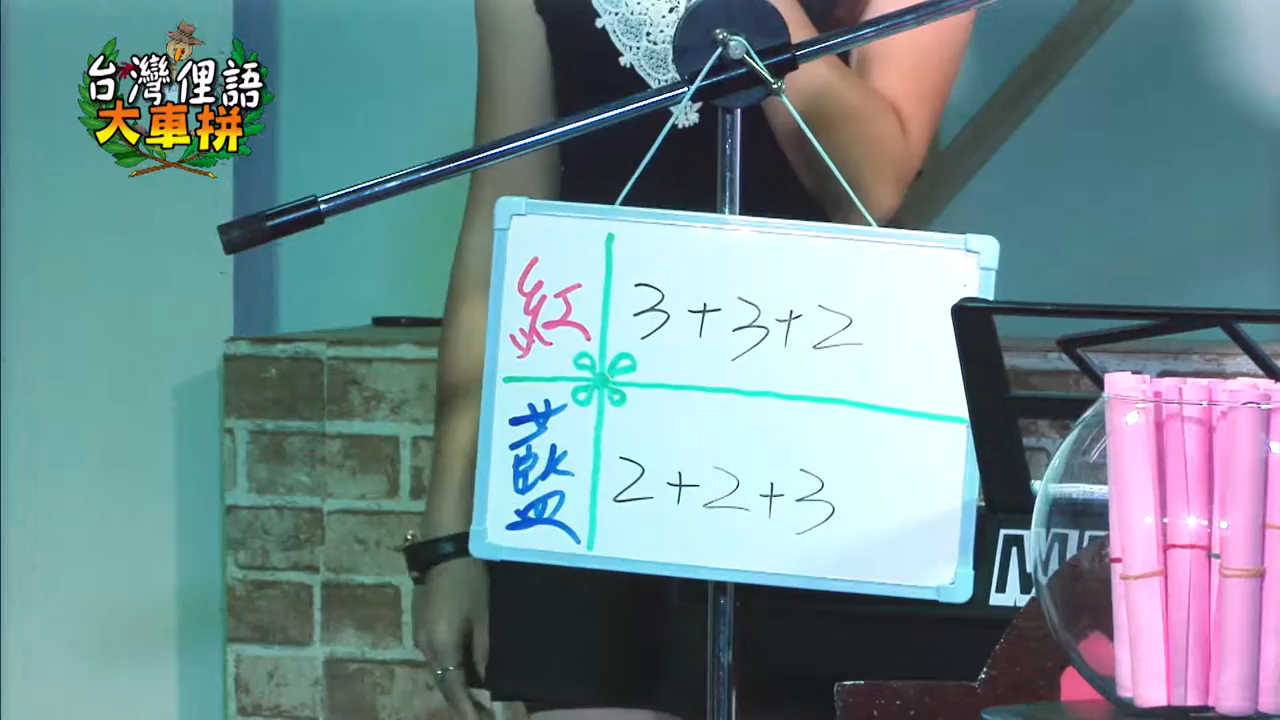 台灣俚語
大車拼
紅 3+3+2
藍 2+2+3